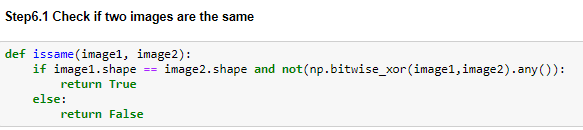 Step6.1 Check if two images are the same
def issame(image1, image2):
    if image1.shape == image2.shape and not(np.bitwise_xor(image1,image2).any()):
        return True
    else:
        return False